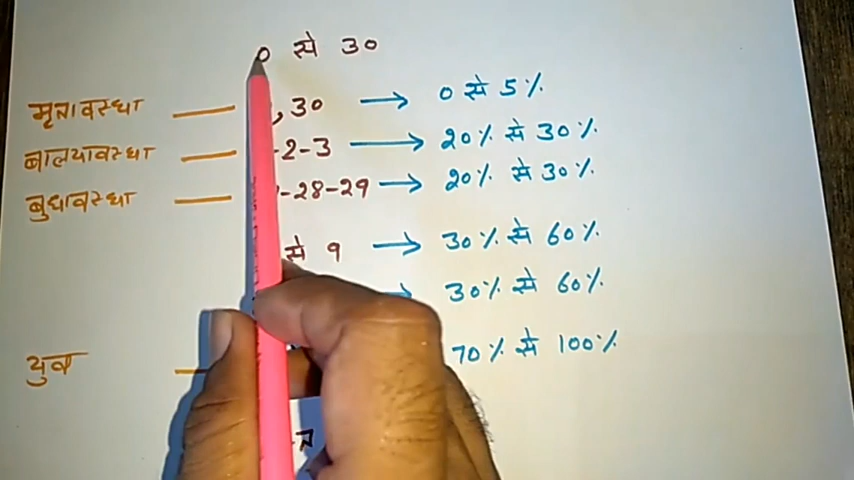 0 से 30
मृतावस्था — ,30 → 0 से 5%
बाल्यावस्था — -2-3 → 20% से 30%
बुधावस्था — -28-29 → 20% से 30%
से 9 → 30% से 60%
→ 30% से 60%
युवा — 70% से 100%